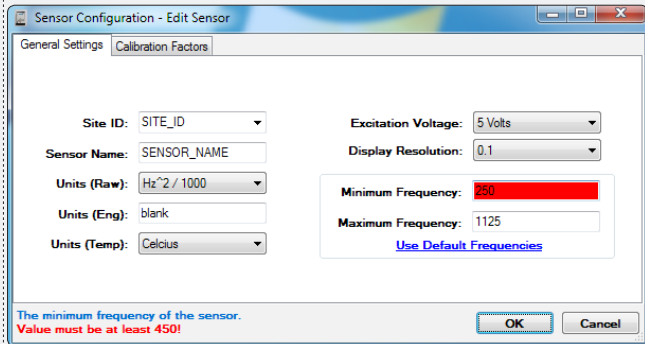 Sensor Configuration - Edit Sensor
General Settings
Calibration Factors
Site ID: SITE_ID
Sensor Name: SENSOR_NAME
Units (Raw): Hz^2 / 1000
Units (Eng): blank
Units (Temp): Celcius
Excitation Voltage: 5 Volts
Display Resolution: 0.1
Minimum Frequency: 250
Maximum Frequency: 1125
Use Default Frequencies
The minimum frequency of the sensor.
Value must be at least 450!
OK
Cancel